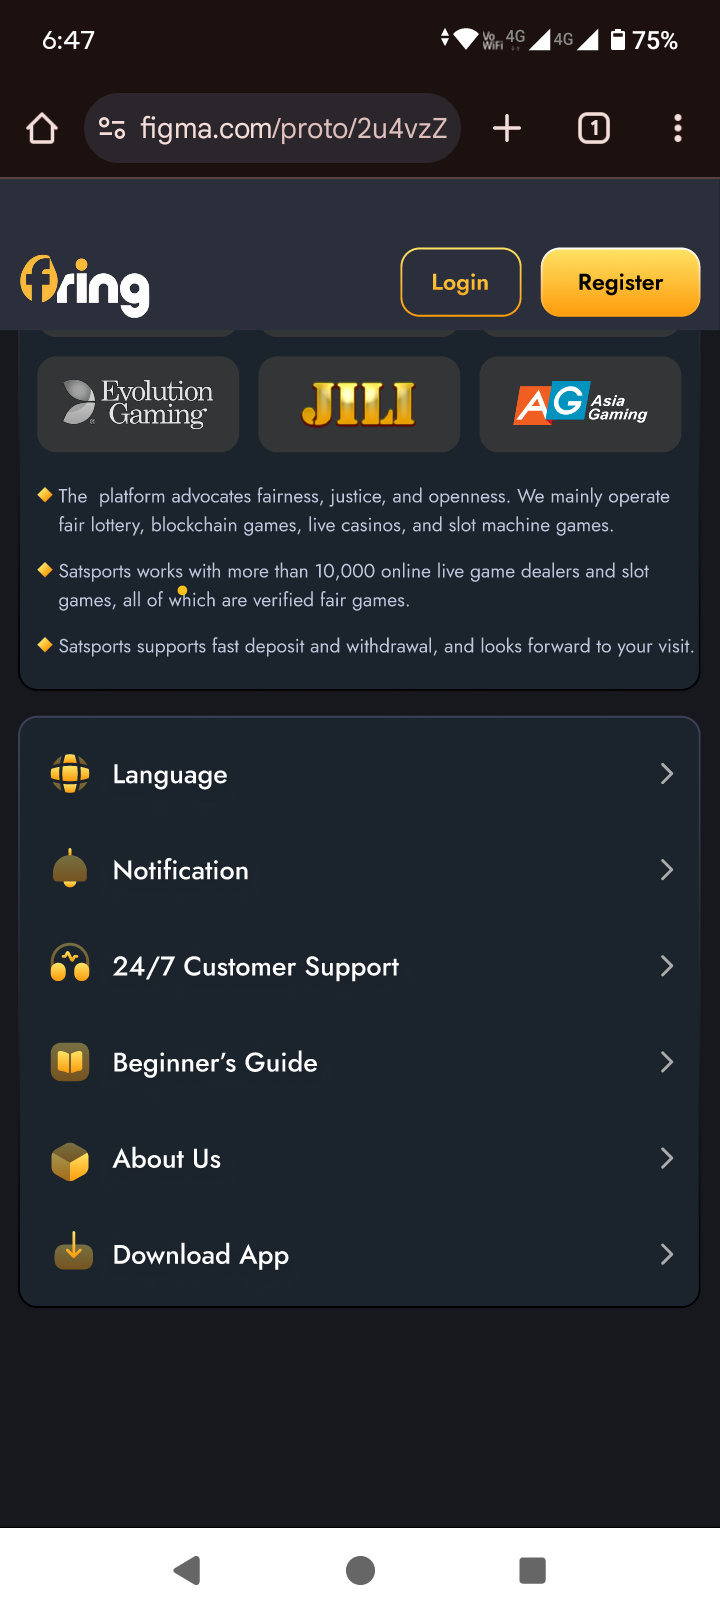 6:47
Vo WiFi 4G 4G 75%
figma.com/proto/2u4vzZ
1
fring
Login
Register
Evolution Gaming
JILI
AG Asia Gaming
The platform advocates fairness, justice, and openness. We mainly operate
fair lottery, blockchain games, live casinos, and slot machine games.
Satsports works with more than 10,000 online live game dealers and slot
games, all of which are verified fair games.
Satsports supports fast deposit and withdrawal, and looks forward to your visit.
Language
Notification
24/7 Customer Support
Beginner’s Guide
About Us
Download App